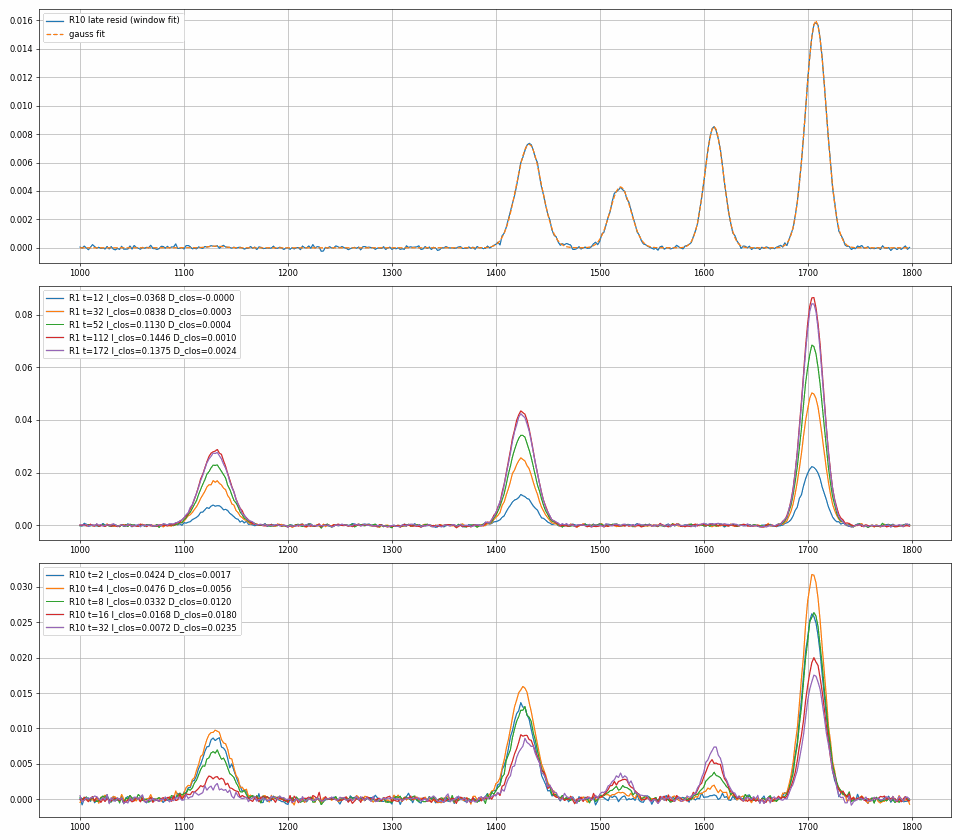 R10 late resid (window fit)
gauss fit
0.016
0.014
0.012
0.010
0.008
0.006
0.004
0.002
0.000
1000 1100 1200 1300 1400 1500 1600 1700 1800
R1 t=12 I_clos=0.0368 D_clos=-0.0000
R1 t=32 I_clos=0.0838 D_clos=0.0003
R1 t=52 I_clos=0.1130 D_clos=0.0004
R1 t=112 I_clos=0.1446 D_clos=0.0010
R1 t=172 I_clos=0.1375 D_clos=0.0024
0.08
0.06
0.04
0.02
0.00
1000 1100 1200 1300 1400 1500 1600 1700 1800
R10 t=2 I_clos=0.0424 D_clos=0.0017
R10 t=4 I_clos=0.0476 D_clos=0.0056
R10 t=8 I_clos=0.0332 D_clos=0.0120
R10 t=16 I_clos=0.0168 D_clos=0.0180
R10 t=32 I_clos=0.0072 D_clos=0.0235
0.030
0.025
0.020
0.015
0.010
0.005
0.000
1000 1100 1200 1300 1400 1500 1600 1700 1800